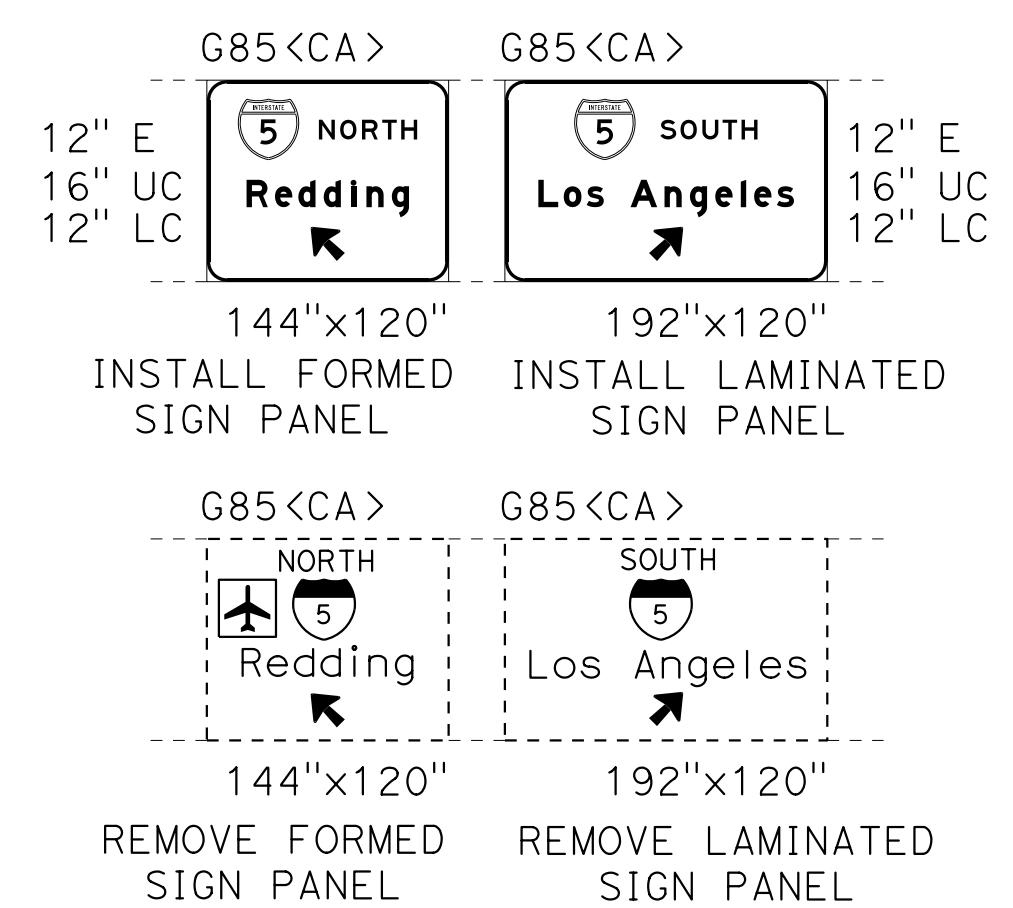 G85<CA> G85<CA>
INTERSTATE
5 NORTH
INTERSTATE
5 SOUTH
12" E
16" UC
12" LC
Redding
Los Angeles
12" E
16" UC
12" LC
144"x120"
192"x120"
INSTALL FORMED
SIGN PANEL
INSTALL LAMINATED
SIGN PANEL
G85<CA> G85<CA>
NORTH
5
Redding
SOUTH
5
Los Angeles
144"x120"
192"x120"
REMOVE FORMED
SIGN PANEL
REMOVE LAMINATED
SIGN PANEL